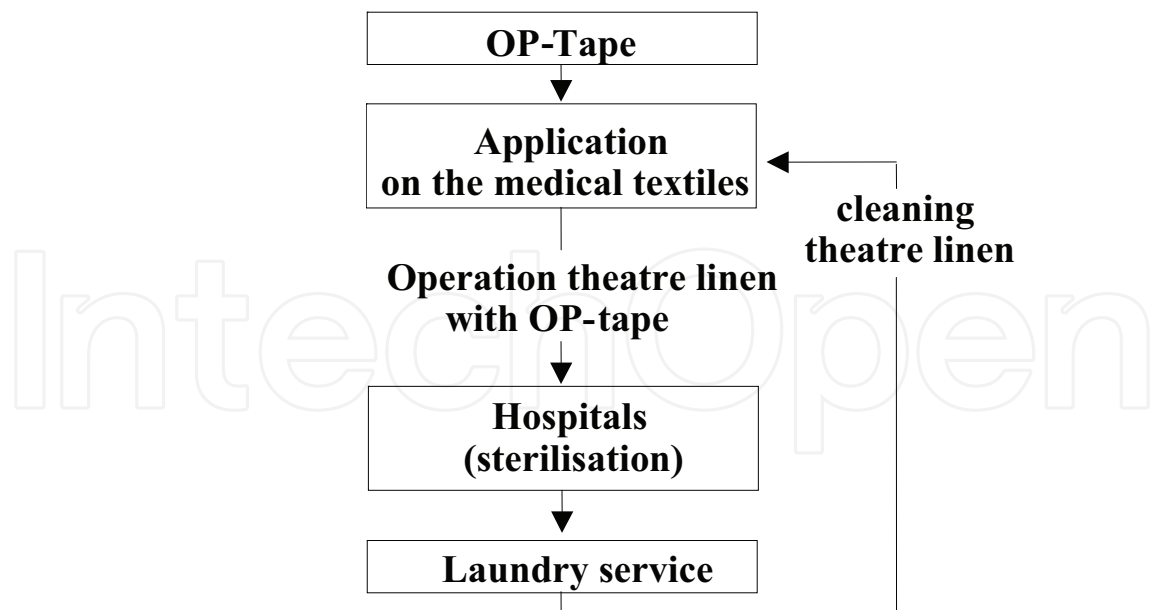 OP-Tape
Application
on the medical textiles
cleaning
theatre linen
Operation theatre linen
with OP-tape
Hospitals
(sterilisation)
Laundry service
IntechOpen